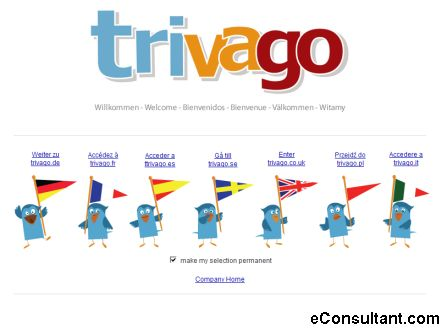 trivago
Willkommen - Welcome - Bienvenidos - Bienvenue - Välkommen - Witamy
Weiter zu
trivago.de
Accédez à
trivago.fr
Acceder a
trivago.es
Gå till
trivago.se
Enter
trivago.co.uk
Przejdź do
trivago.pl
Accedere a
trivago.it
make my selection permanent
Company Home
eConsultant.com